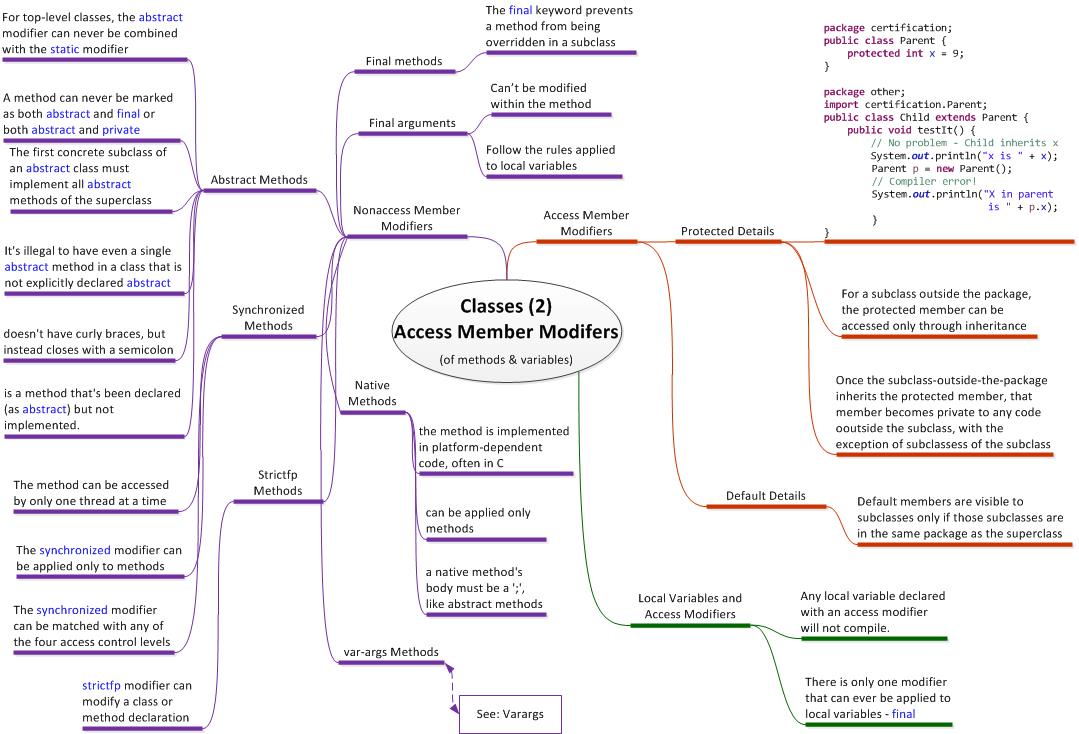 For top-level classes, the abstract
modifier can never be combined
with the static modifier
A method can never be marked
as both abstract and final or
both abstract and private
The first concrete subclass of
an abstract class must
implement all abstract
methods of the superclass
It's illegal to have even a single
abstract method in a class that is
not explicitly declared abstract
doesn't have curly braces, but
instead closes with a semicolon
is a method that's been declared
(as abstract) but not
implemented.
Abstract Methods
The method can be accessed
by only one thread at a time
The synchronized modifier can
be applied only to methods
The synchronized modifier
can be matched with any of
the four access control levels
Synchronized
Methods
strictfp modifier can
modify a class or
method declaration
Strictfp
Methods
Final methods
The final keyword prevents
a method from being
overridden in a subclass
Final arguments
Can't be modified
within the method
Follow the rules applied
to local variables
Nonaccess Member
Modifiers
Native
Methods
the method is implemented
in platform-dependent
code, often in C
can be applied only
methods
a native method's
body must be a ';',
like abstract methods
var-args Methods
See: Varargs
Classes (2)
Access Member Modifers
(of methods & variables)
Access Member
Modifiers
Protected Details
package certification;
public class Parent {
protected int x = 9;
}
package other;
import certification.Parent;
public class Child extends Parent {
public void testIt() {
// No problem - Child inherits x
System.out.println("x is " + x);
Parent p = new Parent();
// Compiler error!
System.out.println("X in parent
is " + p.x);
}
}
For a subclass outside the package,
the protected member can be
accessed only through inheritance
Once the subclass-outside-the-package
inherits the protected member, that
member becomes private to any code
ooutside the subclass, with the
exception of subclassess of the subclass
Default Details
Default members are visible to
subclasses only if those subclasses are
in the same package as the superclass
Local Variables and
Access Modifiers
Any local variable declared
with an access modifier
will not compile.
There is only one modifier
that can ever be applied to
local variables - final